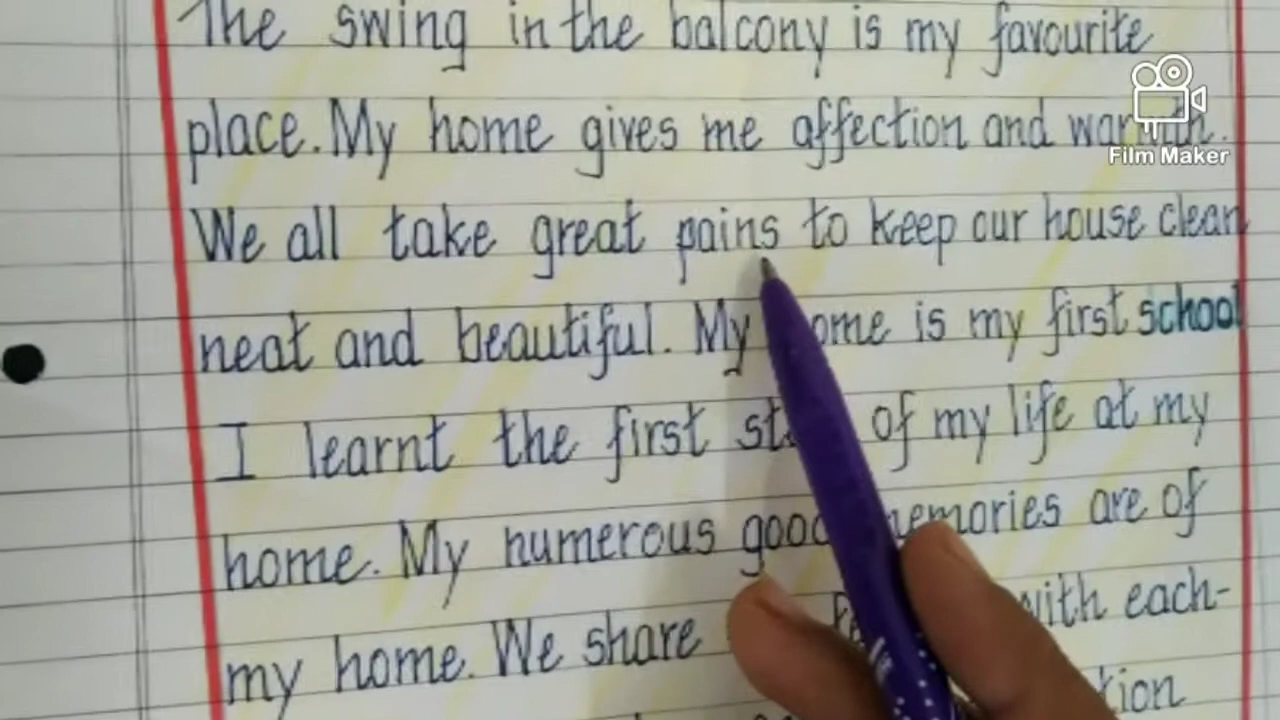 The swing in the balcony is my favourite
place. My home gives me affection and warmth.
We all take great pains to keep our house clean
neat and beautiful. My home is my first school
I learnt the first of my life at my
home. My numerous good memories are of
my home. We share with each-
Film Maker